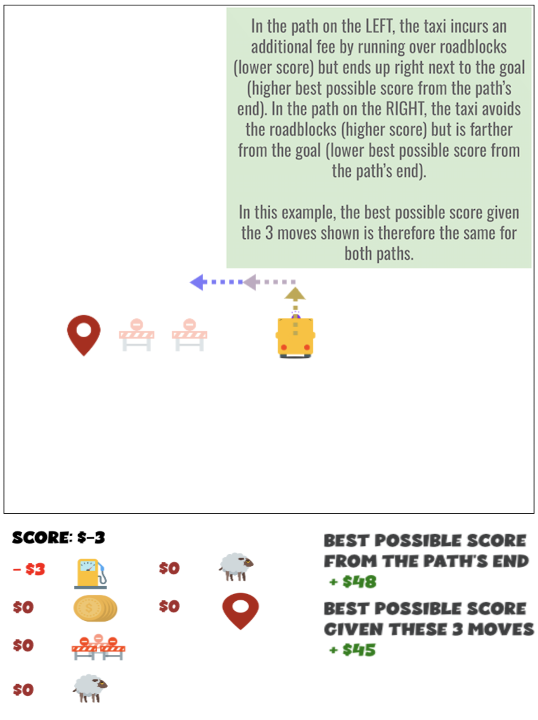 In the path on the LEFT, the taxi incurs an
additional fee by running over roadblocks
(lower score) but ends up right next to the goal
(higher best possible score from the path's
end). In the path on the RIGHT, the taxi avoids
the roadblocks (higher score) but is farther
from the goal (lower best possible score from
the path's end).
In this example, the best possible score given
the 3 moves shown is therefore the same for
both paths.
SCORE: $-3
- $3
$0
$0
$0
$0
$0
BEST POSSIBLE SCORE
FROM THE PATH'S END
+ $48
BEST POSSIBLE SCORE
GIVEN THESE 3 MOVES
+ $45